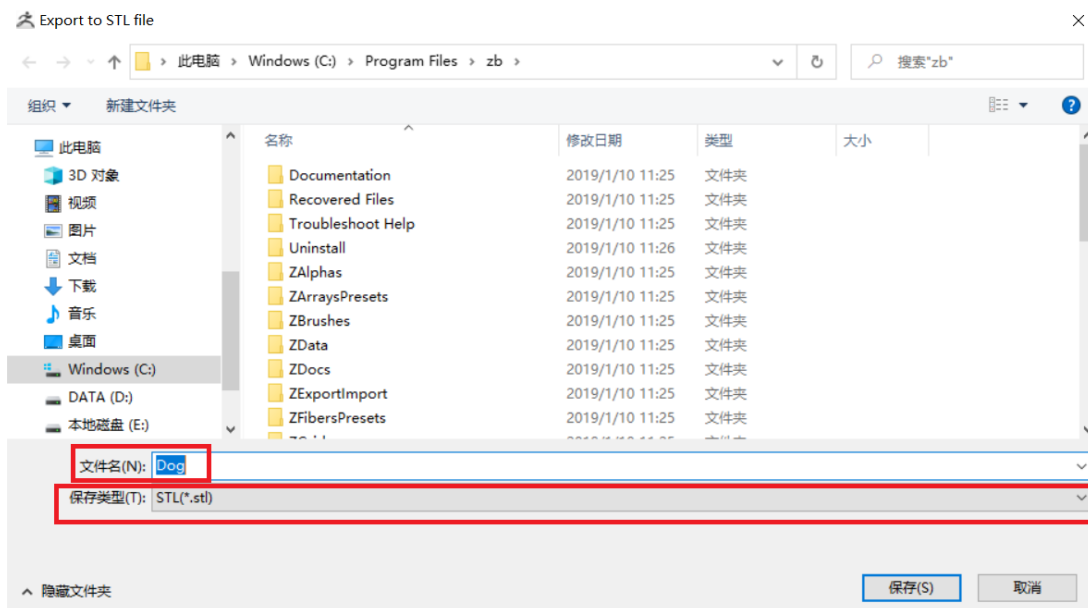 Export to STL file
此电脑 > Windows (C:) > Program Files > zb >
搜索"zb"
组织
新建文件夹
此电脑
3D 对象
视频
图片
文档
下载
音乐
桌面
Windows (C:)
DATA (D:)
本地磁盘 (E:)
名称 修改日期 类型 大小
Documentation 2019/1/10 11:25 文件夹
Recovered Files 2019/1/10 11:25 文件夹
Troubleshoot Help 2019/1/10 11:25 文件夹
Uninstall 2019/1/10 11:26 文件夹
ZAlphas 2019/1/10 11:25 文件夹
ZArraysPresets 2019/1/10 11:25 文件夹
ZBrushes 2019/1/10 11:25 文件夹
ZData 2019/1/10 11:25 文件夹
ZDocs 2019/1/10 11:25 文件夹
ZExportImport 2019/1/10 11:25 文件夹
ZFibersPresets 2019/1/10 11:25 文件夹
文件名(N): Dog
保存类型(T): STL(*.stl)
隐藏文件夹
保存(S)
取消